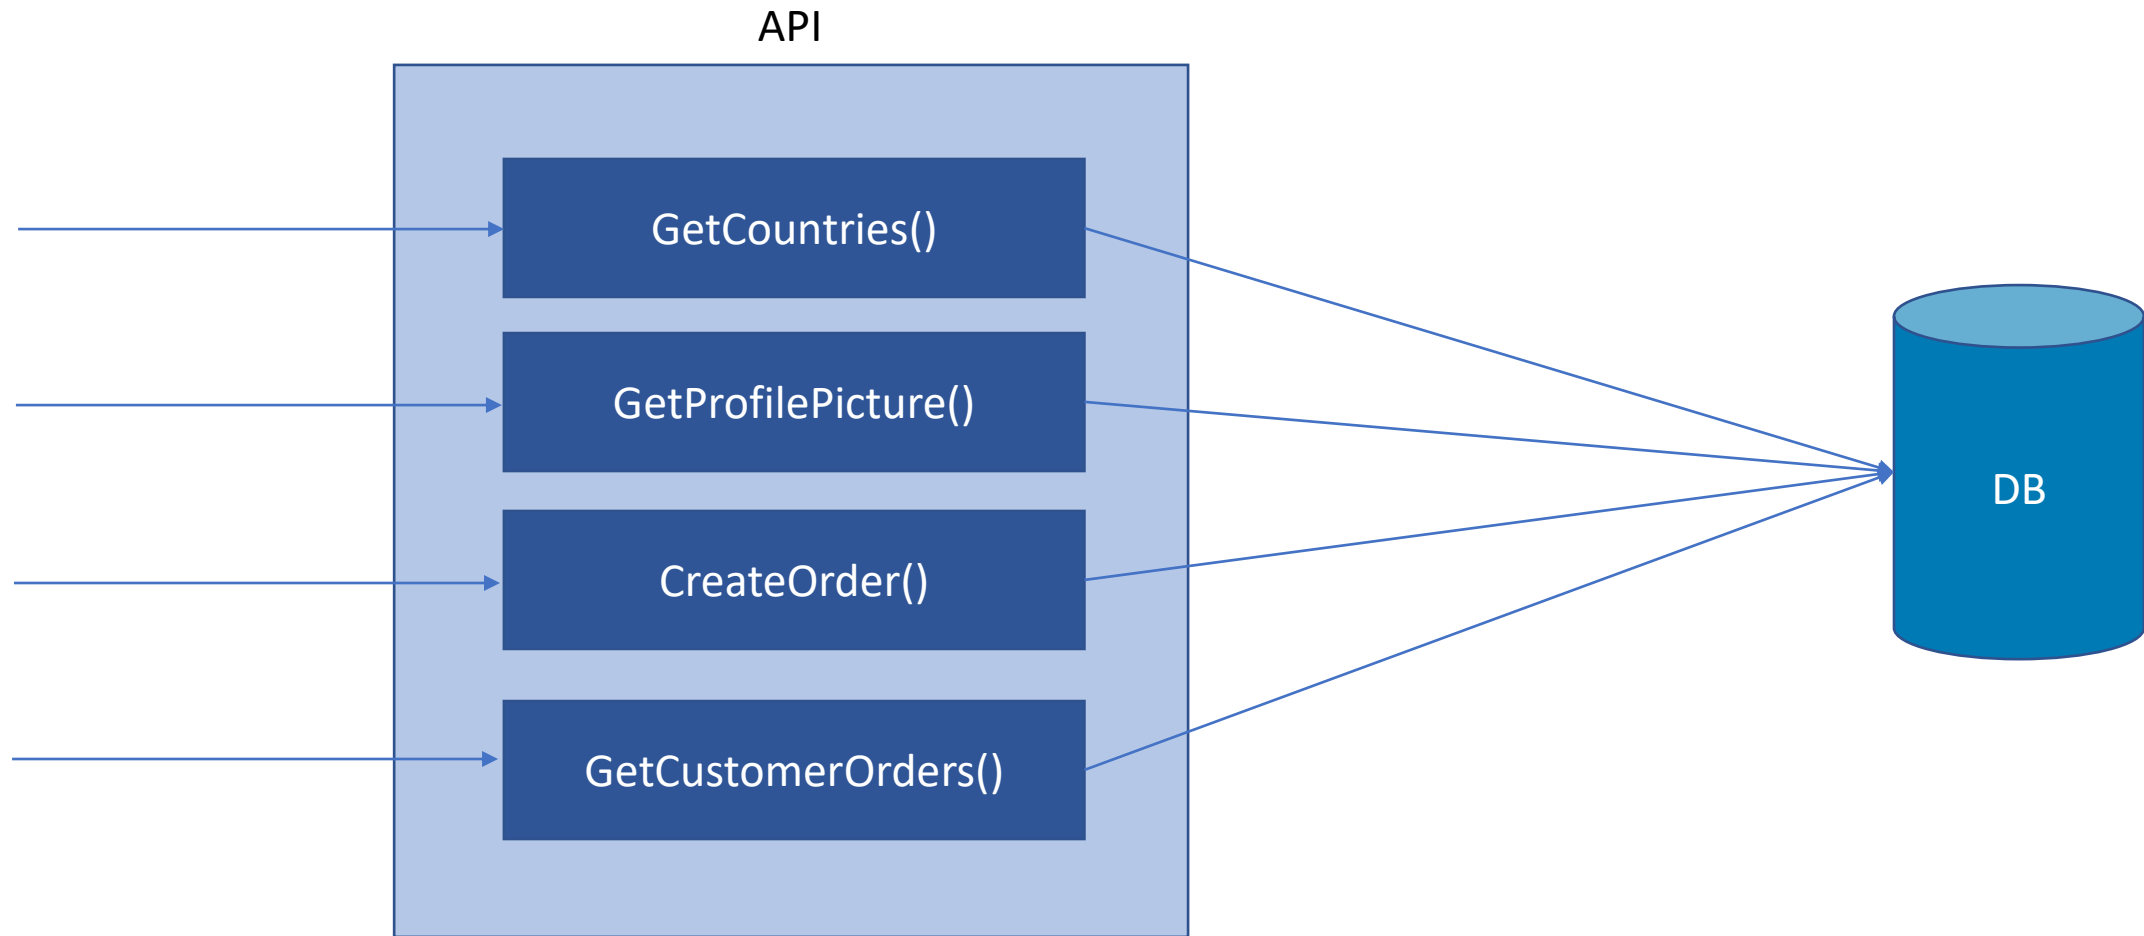 API
GetCountries()
GetProfilePicture()
CreateOrder()
GetCustomerOrders()
DB